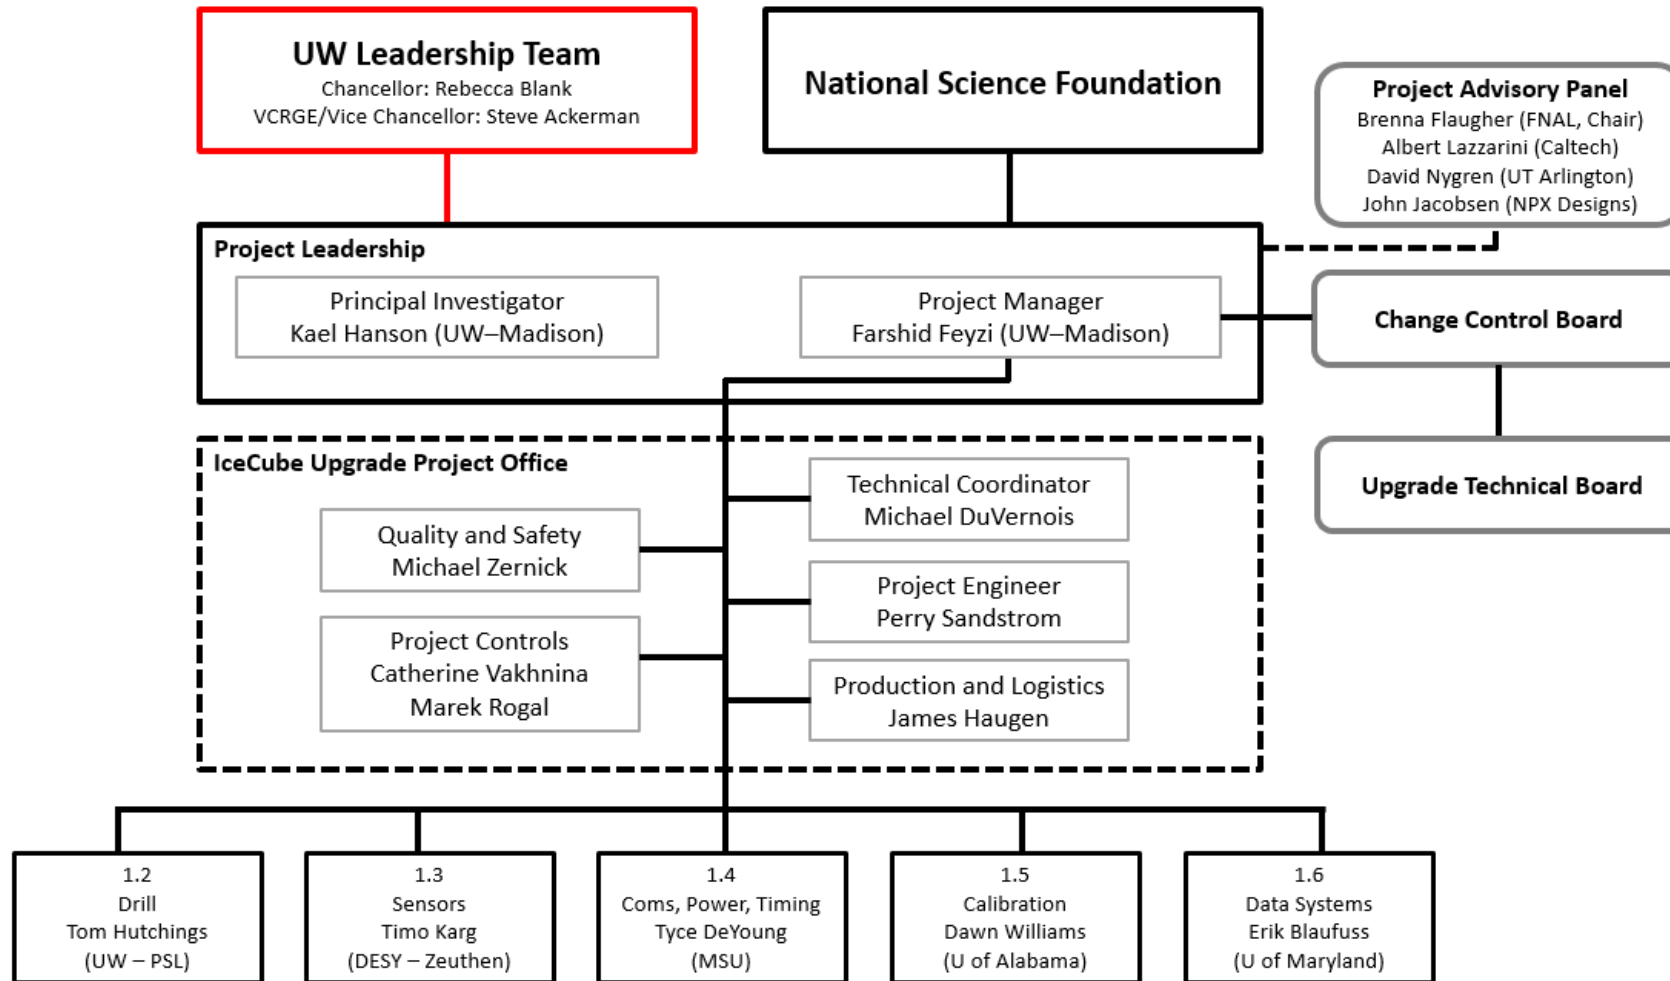 UW Leadership Team
Chancellor: Rebecca Blank
VCRGE/Vice Chancellor: Steve Ackerman
National Science Foundation
Project Advisory Panel
Brenna Flaugher (FNAL, Chair)
Albert Lazzarini (Caltech)
David Nygren (UT Arlington)
John Jacobsen (NPX Designs)
Project Leadership
Principal Investigator
Kael Hanson (UW–Madison)
Project Manager
Farshid Feyzi (UW–Madison)
Change Control Board
Upgrade Technical Board
IceCube Upgrade Project Office
Quality and Safety
Michael Zernick
Project Controls
Catherine Vakhnina
Marek Rogal
Technical Coordinator
Michael DuVernois
Project Engineer
Perry Sandstrom
Production and Logistics
James Haugen
1.2
Drill
Tom Hutchings
(UW – PSL)
1.3
Sensors
Timo Karg
(DESY – Zeuthen)
1.4
Coms, Power, Timing
Tyce DeYoung
(MSU)
1.5
Calibration
Dawn Williams
(U of Alabama)
1.6
Data Systems
Erik Blaufuss
(U of Maryland)